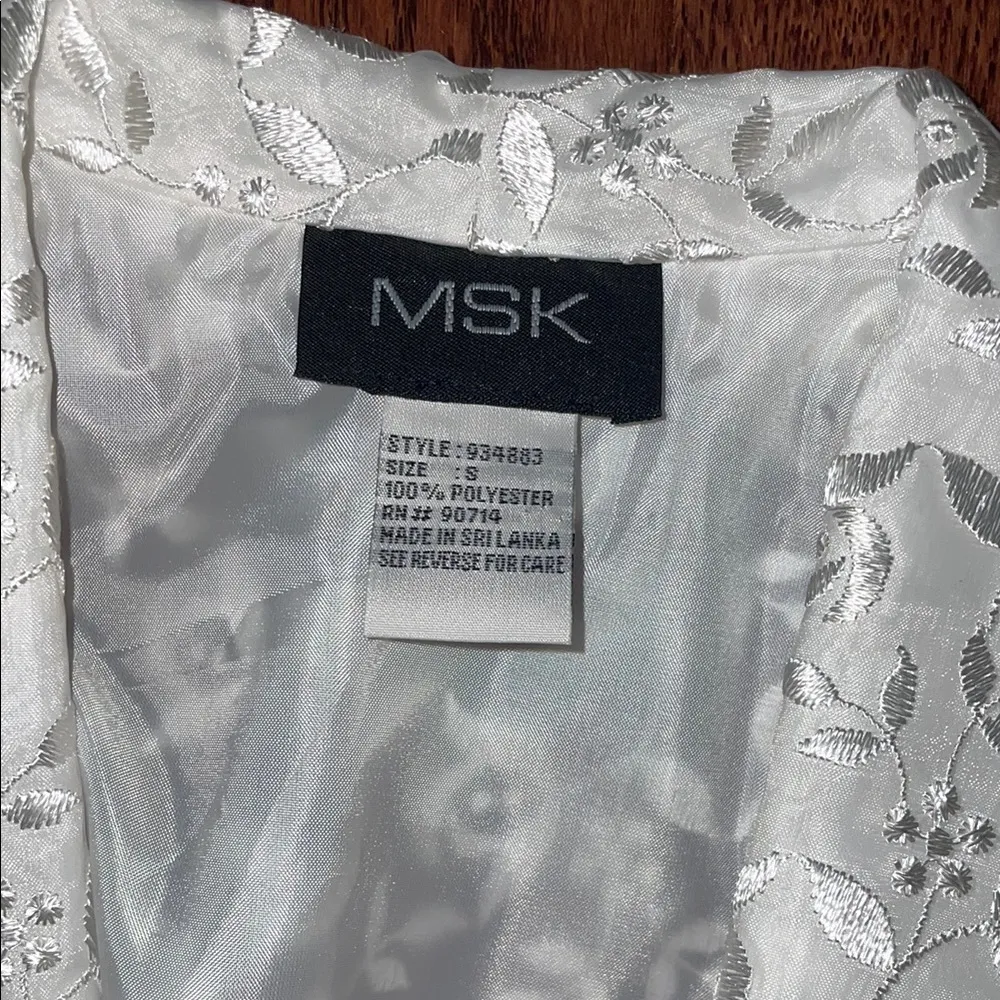 MSK
STYLE: 934883
SIZE : S
100% POLYESTER
RN# 90714
MADE IN SRI LANKA
SEE REVERSE FOR CARE